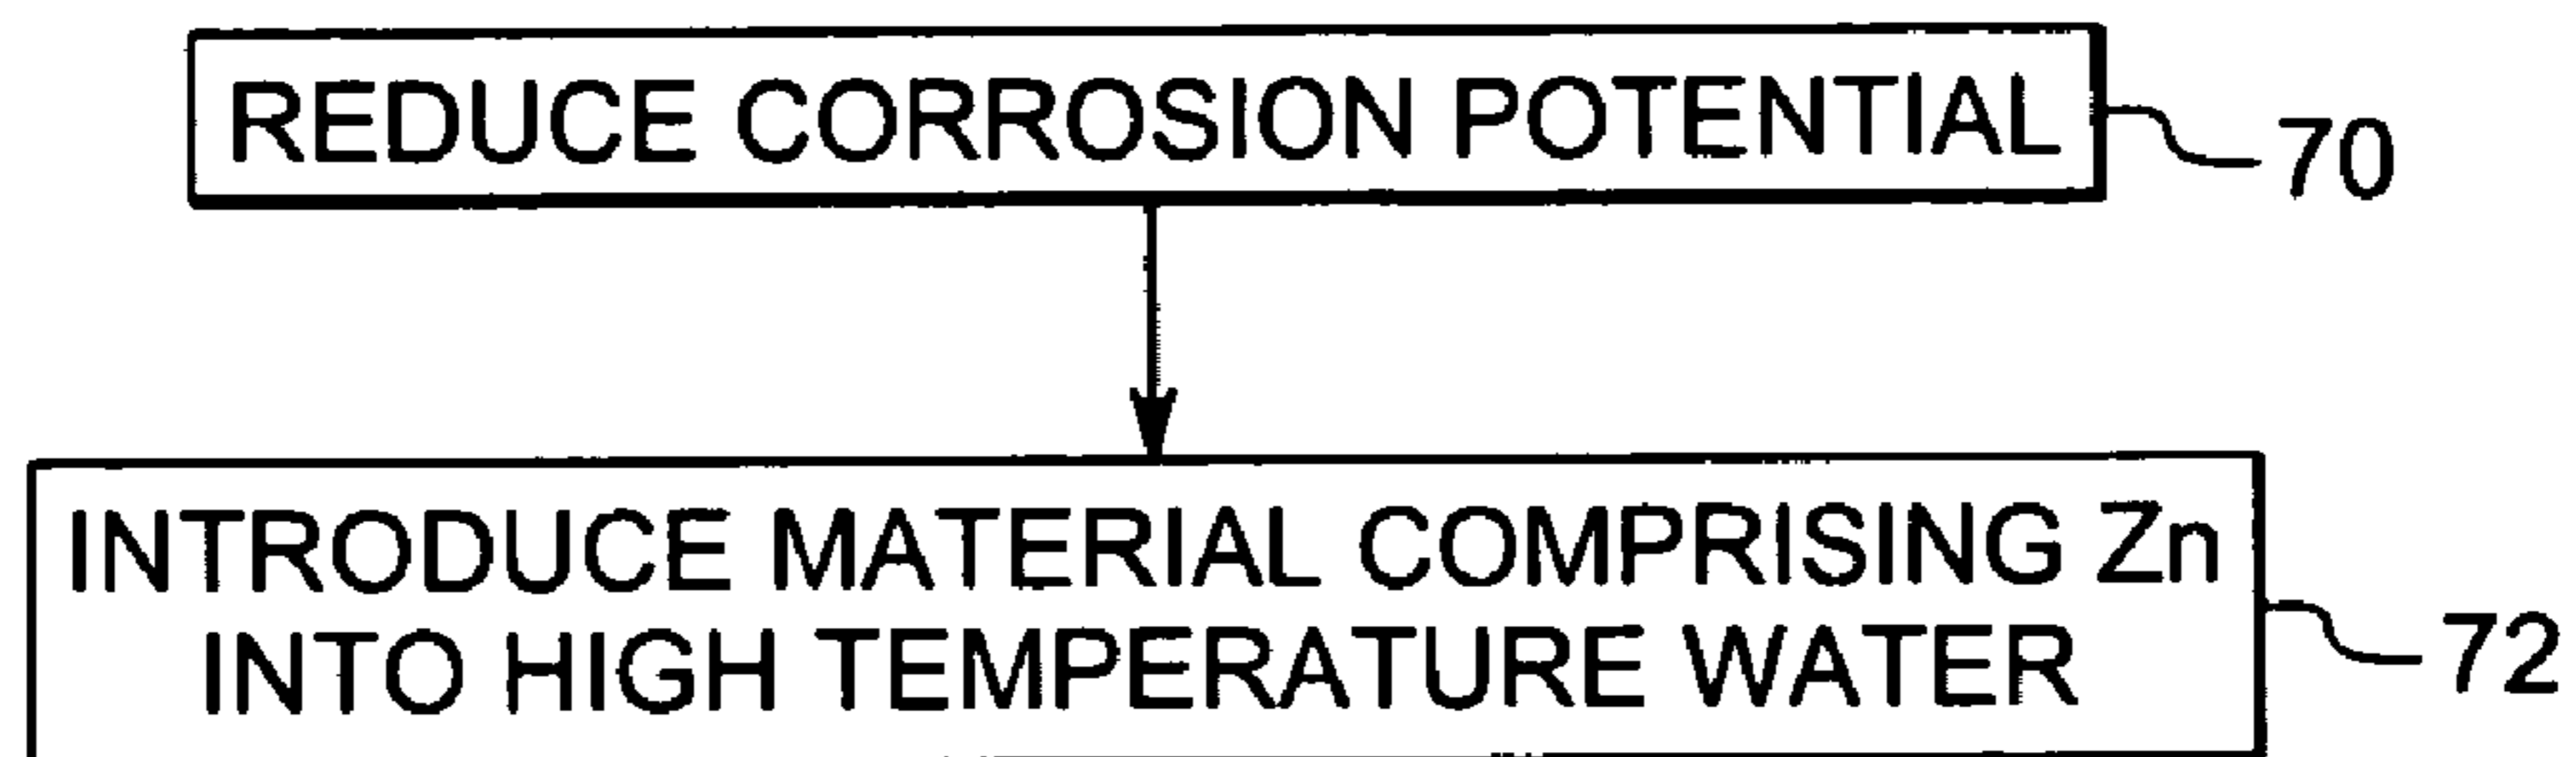 REDUCE CORROSION POTENTIAL
70
INTRODUCE MATERIAL COMPRISING Zn
INTO HIGH TEMPERATURE WATER
72